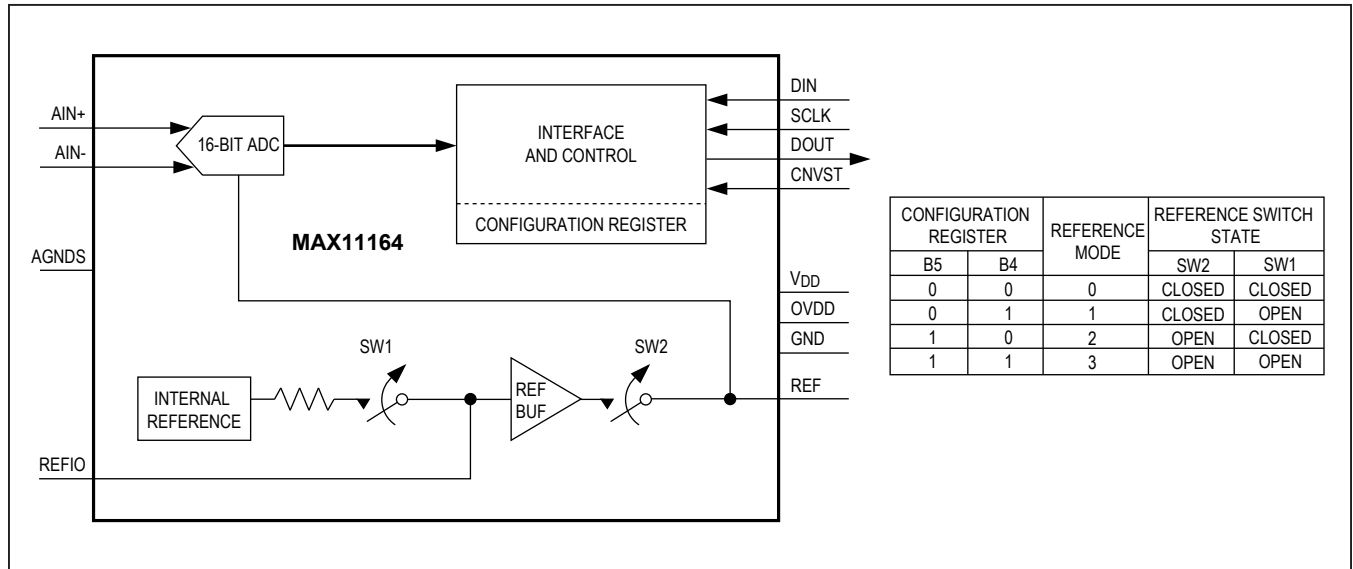 AIN+
AIN-
16-BIT ADC
INTERFACE
AND CONTROL
CONFIGURATION REGISTER
DIN
SCLK
DOUT
CNVST
MAX11164
AGNDS
VDD
OVDD
GND
REF
SW1
SW2
INTERNAL
REFERENCE
REF
BUF
REFIO
CONFIGURATION REGISTER
REFERENCE MODE
REFERENCE SWITCH STATE
B5 B4 SW2 SW1
0 0 0 CLOSED CLOSED
0 1 1 CLOSED OPEN
1 0 2 OPEN CLOSED
1 1 3 OPEN OPEN